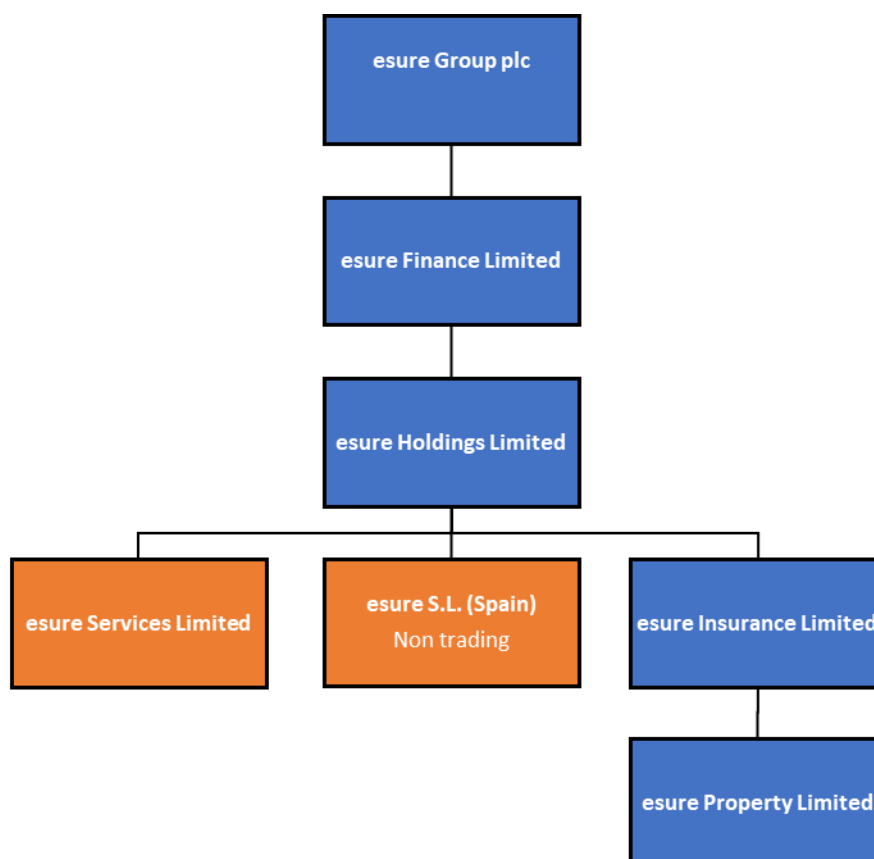 esure Group plc
esure Finance Limited
esure Holdings Limited
esure Services Limited
esure S.L. (Spain)
Non trading
esure Insurance Limited
esure Property Limited